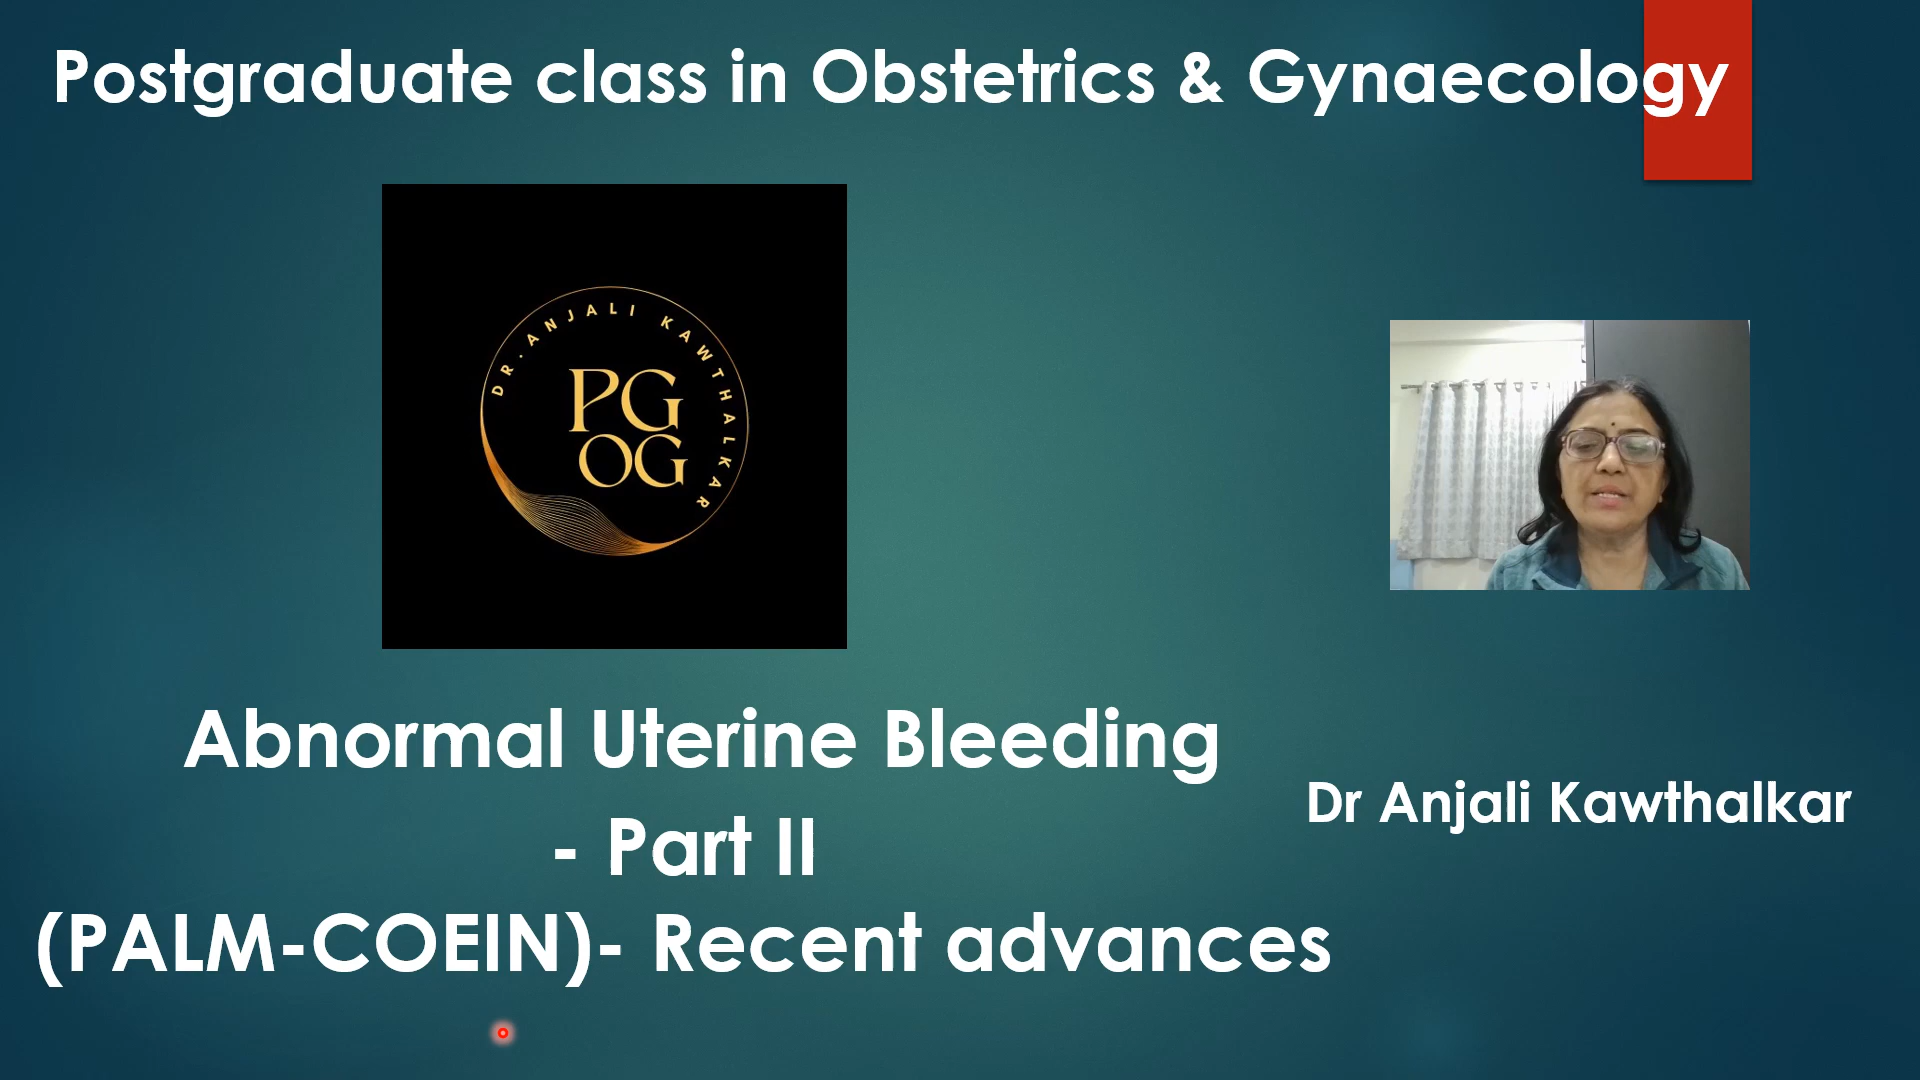 Postgraduate class in Obstetrics & Gynaecology
DR. ANJALI KAWTHALKAR
PG
OG
Abnormal Uterine Bleeding
- Part II
Dr Anjali Kawthalkar
(PALM-COEIN)- Recent advances